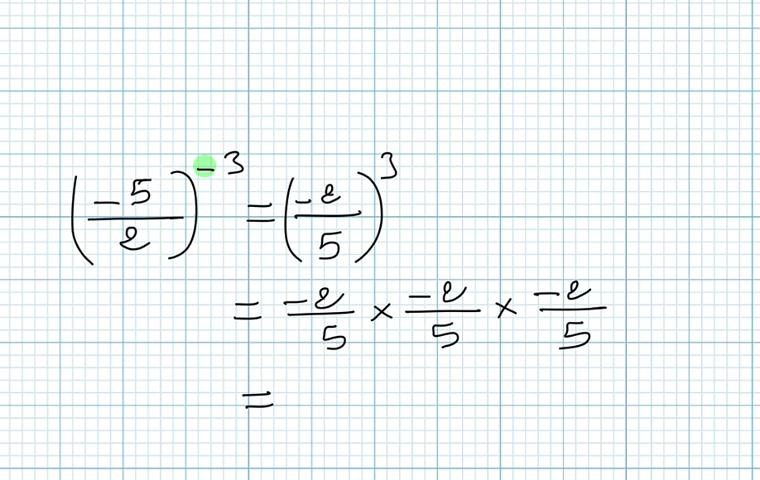 (-5/2)^-3 = (-2/5)^3
= -2/5 × -2/5 × -2/5
=